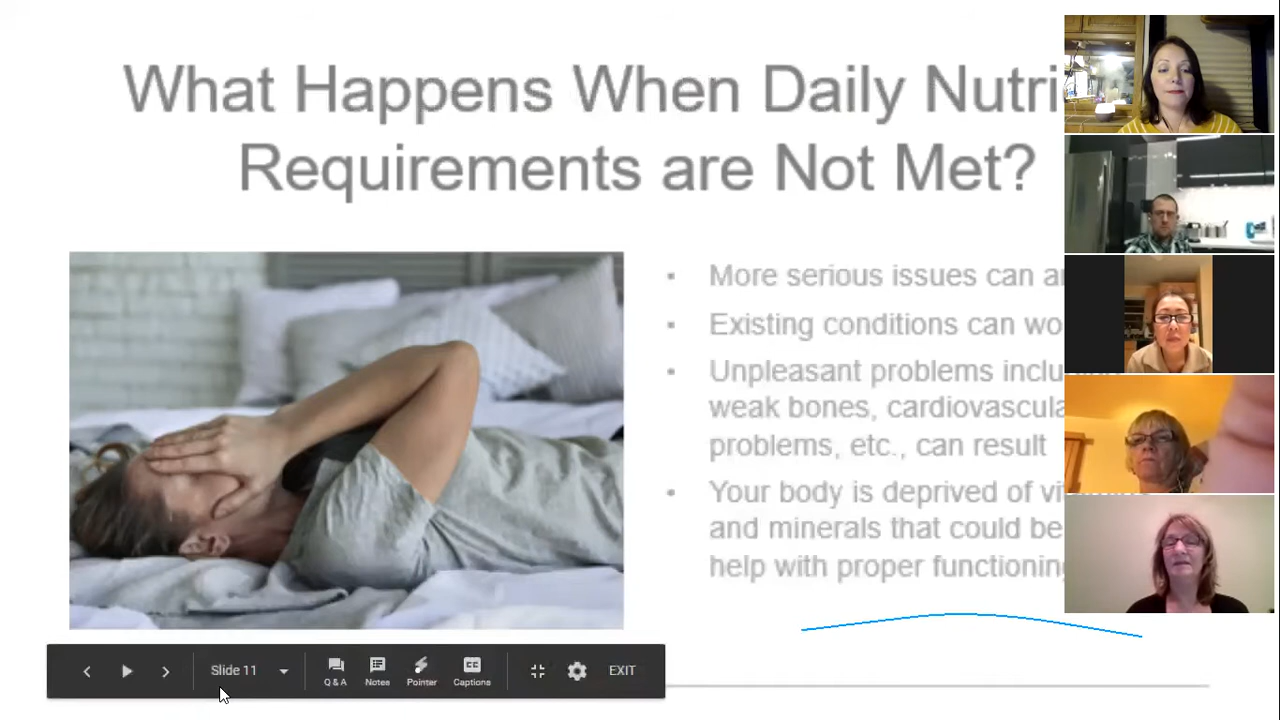 What Happens When Daily Nutri
Requirements are Not Met?
• More serious issues can a
• Existing conditions can wo
• Unpleasant problems inclu
weak bones, cardiovascula
problems, etc., can result
• Your body is deprived of vi
and minerals that could be
help with proper functioning
Slide 11
Q & A
Notes
Pointer
CC
Captions
EXIT